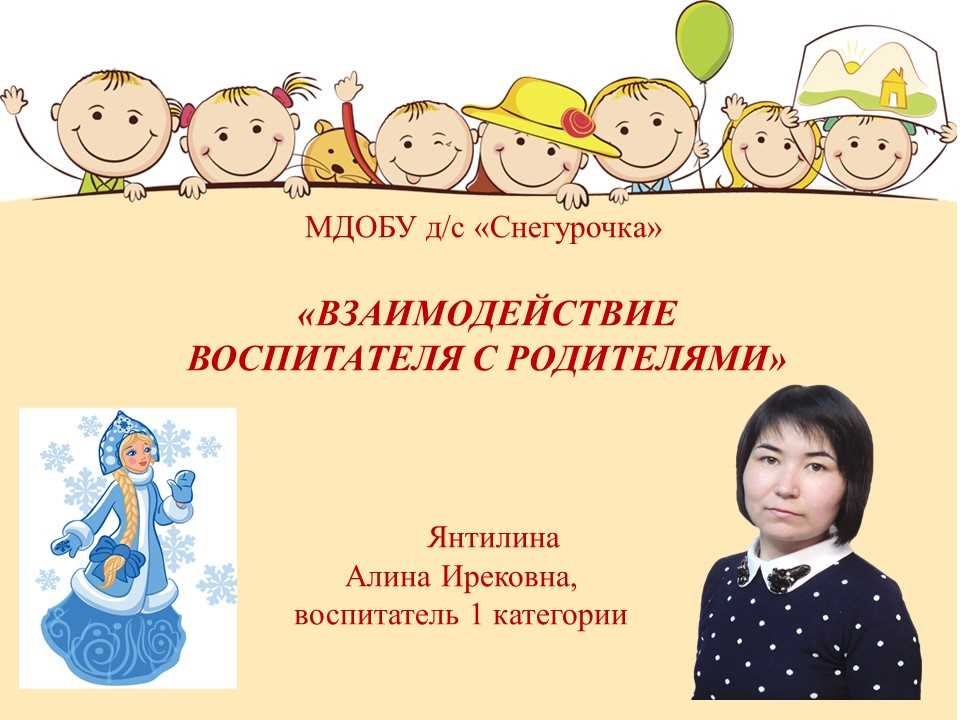 МДОБУ д/с «Снегурочка»
«ВЗАИМОДЕЙСТВИЕ
ВОСПИТАТЕЛЯ С РОДИТЕЛЯМИ»
Янтилина
Алина Ирековна,
воспитатель 1 категории